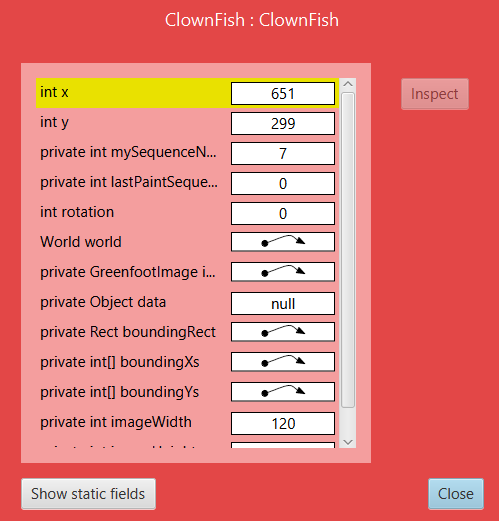 ClownFish : ClownFish
int x 651
Inspect
int y 299
private int mySequenceN... 7
private int lastPaintSeque... 0
int rotation 0
World world
private GreenfootImage i...
private Object data null
private Rect boundingRect
private int[] boundingXs
private int[] boundingYs
private int imageWidth 120
Show static fields
Close